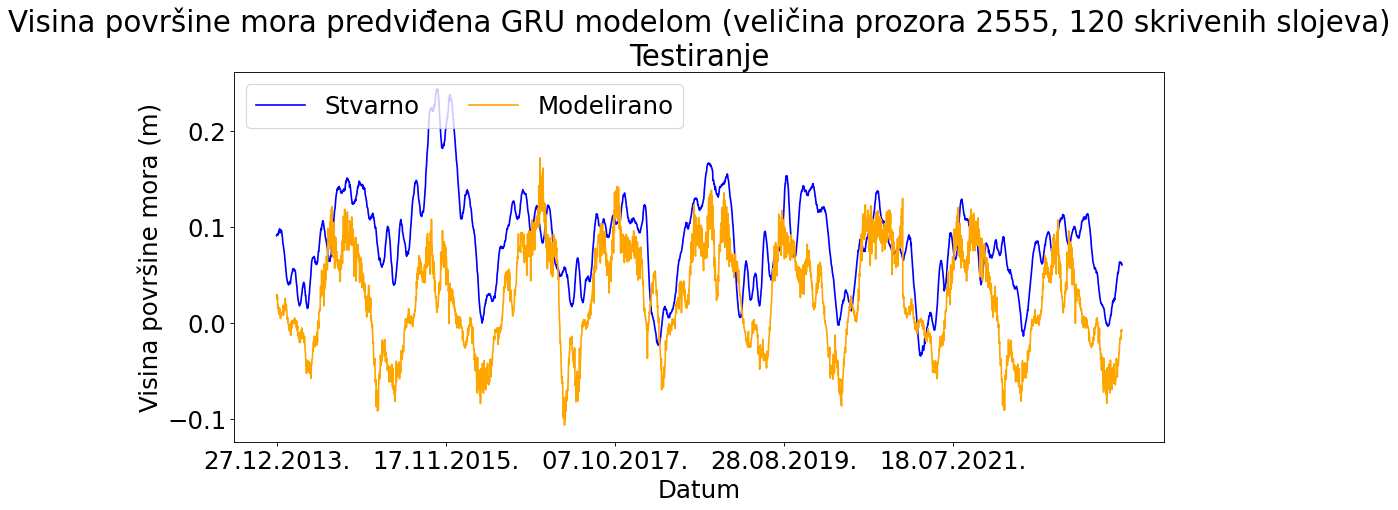 Visina površine mora predviđena GRU modelom (veličina prozora 2555, 120 skrivenih slojeva)
Testiranje
Stvarno
Modelirano
Visina površine mora (m)
0.2
0.1
0.0
−0.1
27.12.2013.
17.11.2015.
07.10.2017.
28.08.2019.
18.07.2021.
Datum